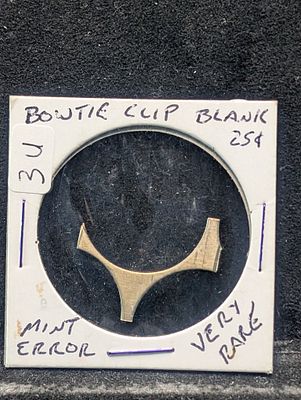 BOWTIE CLIP BLANK
25¢
3U
MINT
ERROR
VERY
RARE